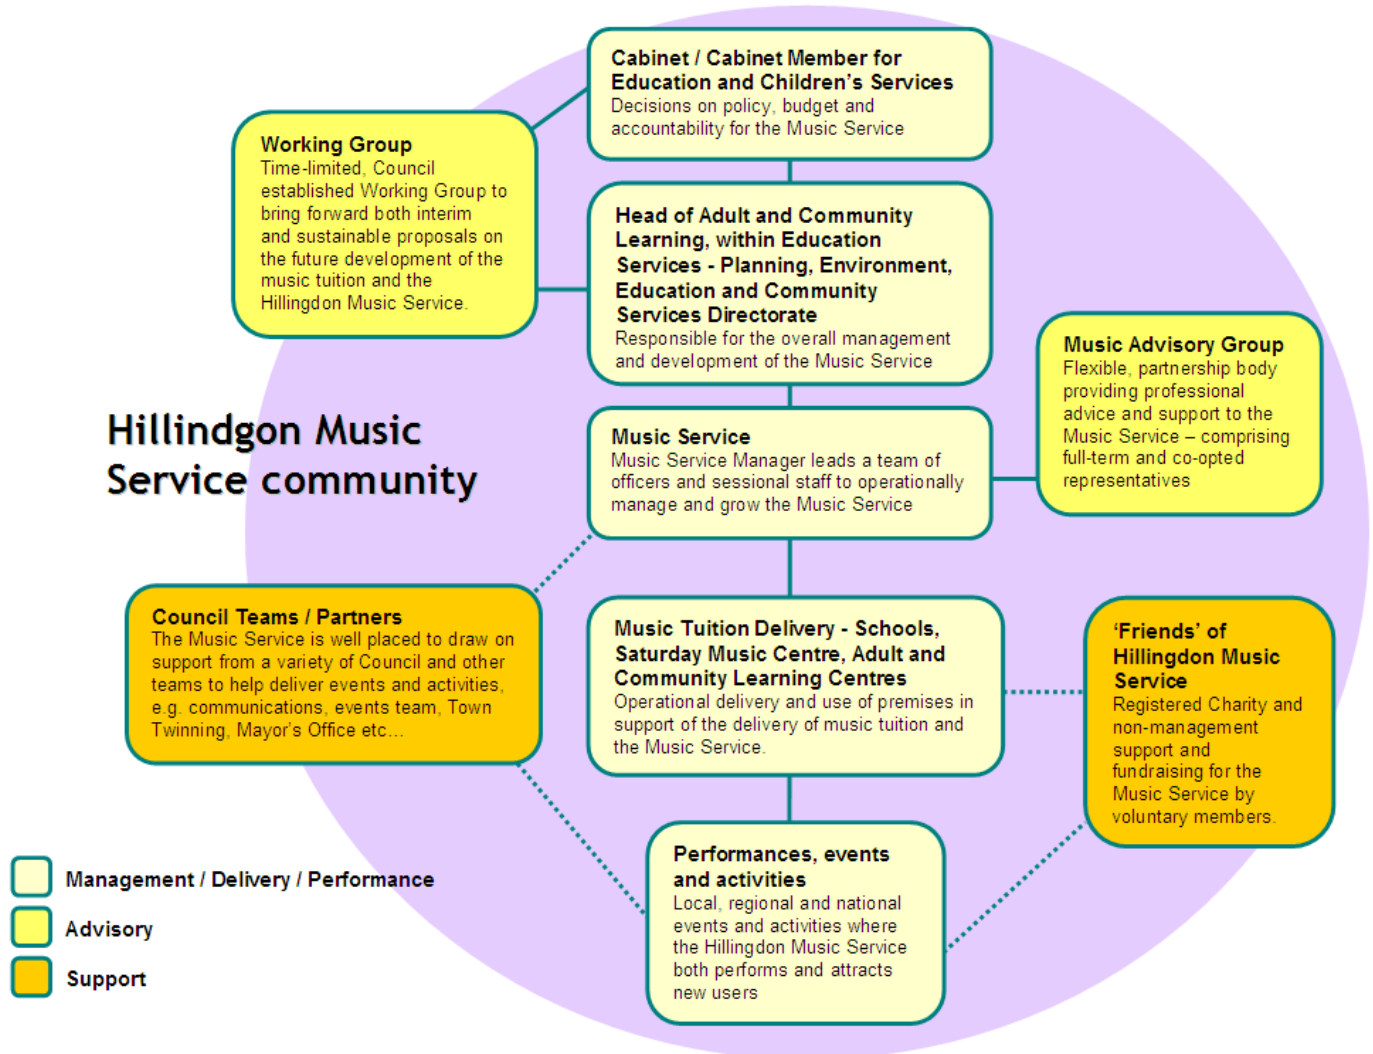 Cabinet / Cabinet Member for
Education and Children's Services
Decisions on policy, budget and
accountability for the Music Service
Working Group
Time-limited, Council
established Working Group to
bring forward both interim
and sustainable proposals on
the future development of the
music tuition and the
Hillingdon Music Service.
Head of Adult and Community
Learning, within Education
Services - Planning, Environment,
Education and Community
Services Directorate
Responsible for the overall management
and development of the Music Service
Music Advisory Group
Flexible, partnership body
providing professional
advice and support to the
Music Service – comprising
full-term and co-opted
representatives
Hillindgon Music
Service community
Music Service
Music Service Manager leads a team of
officers and sessional staff to operationally
manage and grow the Music Service
Council Teams / Partners
The Music Service is well placed to draw on
support from a variety of Council and other
teams to help deliver events and activities,
e.g. communications, events team, Town
Twinning, Mayor's Office etc...
Music Tuition Delivery - Schools,
Saturday Music Centre, Adult and
Community Learning Centres
Operational delivery and use of premises in
support of the delivery of music tuition and
the Music Service.
'Friends' of
Hillingdon Music
Service
Registered Charity and
non-management
support and
fundraising for the
Music Service by
voluntary members.
Performances, events
and activities
Local, regional and national
events and activities where
the Hillingdon Music Service
both performs and attracts
new users
Management / Delivery / Performance
Advisory
Support